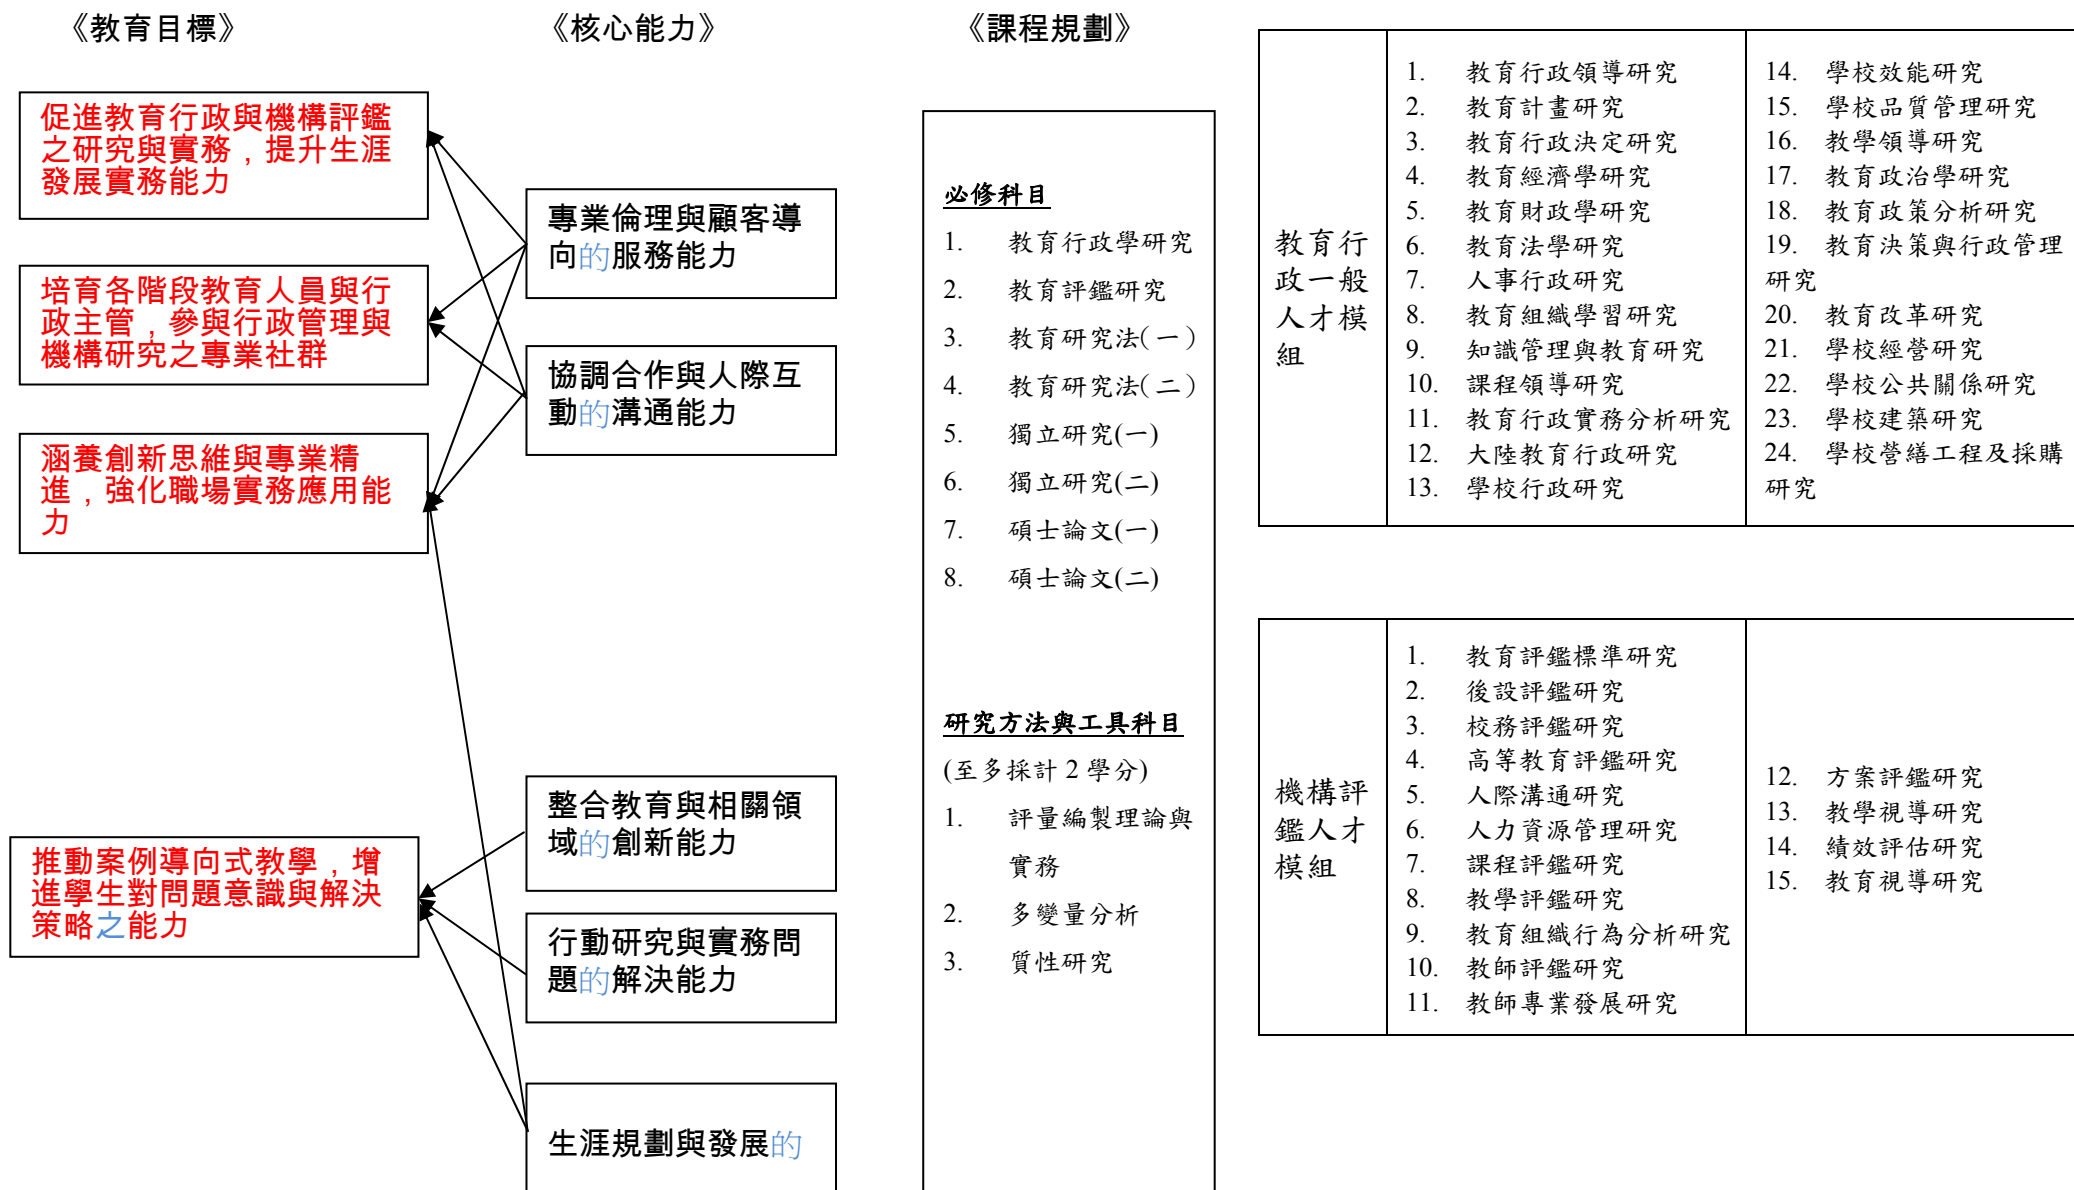 《教育目標》
《核心能力》
《課程規劃》
促進教育行政與機構評鑑
之研究與實務，提升生涯
發展實務能力
培育各階段教育人員與行
政主管，參與行政管理與
機構研究之專業社群
涵養創新思維與專業精
進，強化職場實務應用能
力
推動案例導向式教學，增
進學生對問題意識與解決
策略之能力
專業倫理與顧客導
向的服務能力
協調合作與人際互
動的溝通能力
整合教育與相關領
域的創新能力
行動研究與實務問
題的解決能力
生涯規劃與發展的
必修科目
1. 教育行政學研究
2. 教育評鑑研究
3. 教育研究法(一)
4. 教育研究法(二)
5. 獨立研究(一)
6. 獨立研究(二)
7. 碩士論文(一)
8. 碩士論文(二)
研究方法與工具科目
(至多採計 2 學分)
1. 評量編製理論與
實務
2. 多變量分析
3. 質性研究
教育行
政一般
人才模
組
1. 教育行政領導研究
2. 教育計畫研究
3. 教育行政決定研究
4. 教育經濟學研究
5. 教育財政學研究
6. 教育法學研究
7. 人事行政研究
8. 教育組織學習研究
9. 知識管理與教育研究
10. 課程領導研究
11. 教育行政實務分析研究
12. 大陸教育行政研究
13. 學校行政研究
14. 學校效能研究
15. 學校品質管理研究
16. 教學領導研究
17. 教育政治學研究
18. 教育政策分析研究
19. 教育決策與行政管理
研究
20. 教育改革研究
21. 學校經營研究
22. 學校公共關係研究
23. 學校建築研究
24. 學校營繕工程及採購
研究
機構評
鑑人才
模組
1. 教育評鑑標準研究
2. 後設評鑑研究
3. 校務評鑑研究
4. 高等教育評鑑研究
5. 人際溝通研究
6. 人力資源管理研究
7. 課程評鑑研究
8. 教學評鑑研究
9. 教育組織行為分析研究
10. 教師評鑑研究
11. 教師專業發展研究
12. 方案評鑑研究
13. 教學視導研究
14. 績效評估研究
15. 教育視導研究